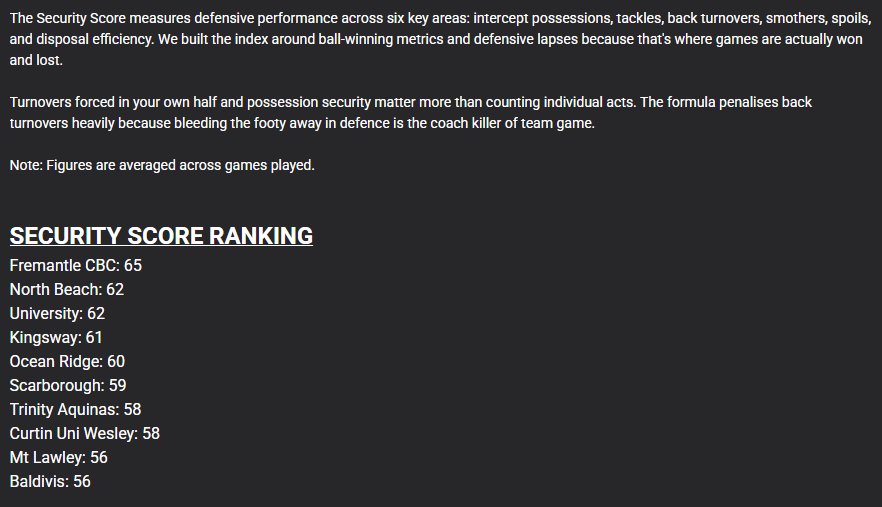 The Security Score measures defensive performance across six key areas: intercept possessions, tackles, back turnovers, smothers, spoils,
and disposal efficiency. We built the index around ball-winning metrics and defensive lapses because that's where games are actually won
and lost.
Turnovers forced in your own half and possession security matter more than counting individual acts. The formula penalises back
turnovers heavily because bleeding the footy away in defence is the coach killer of team game.
Note: Figures are averaged across games played.
SECURITY SCORE RANKING
Fremantle CBC: 65
North Beach: 62
University: 62
Kingsway: 61
Ocean Ridge: 60
Scarborough: 59
Trinity Aquinas: 58
Curtin Uni Wesley: 58
Mt Lawley: 56
Baldivis: 56